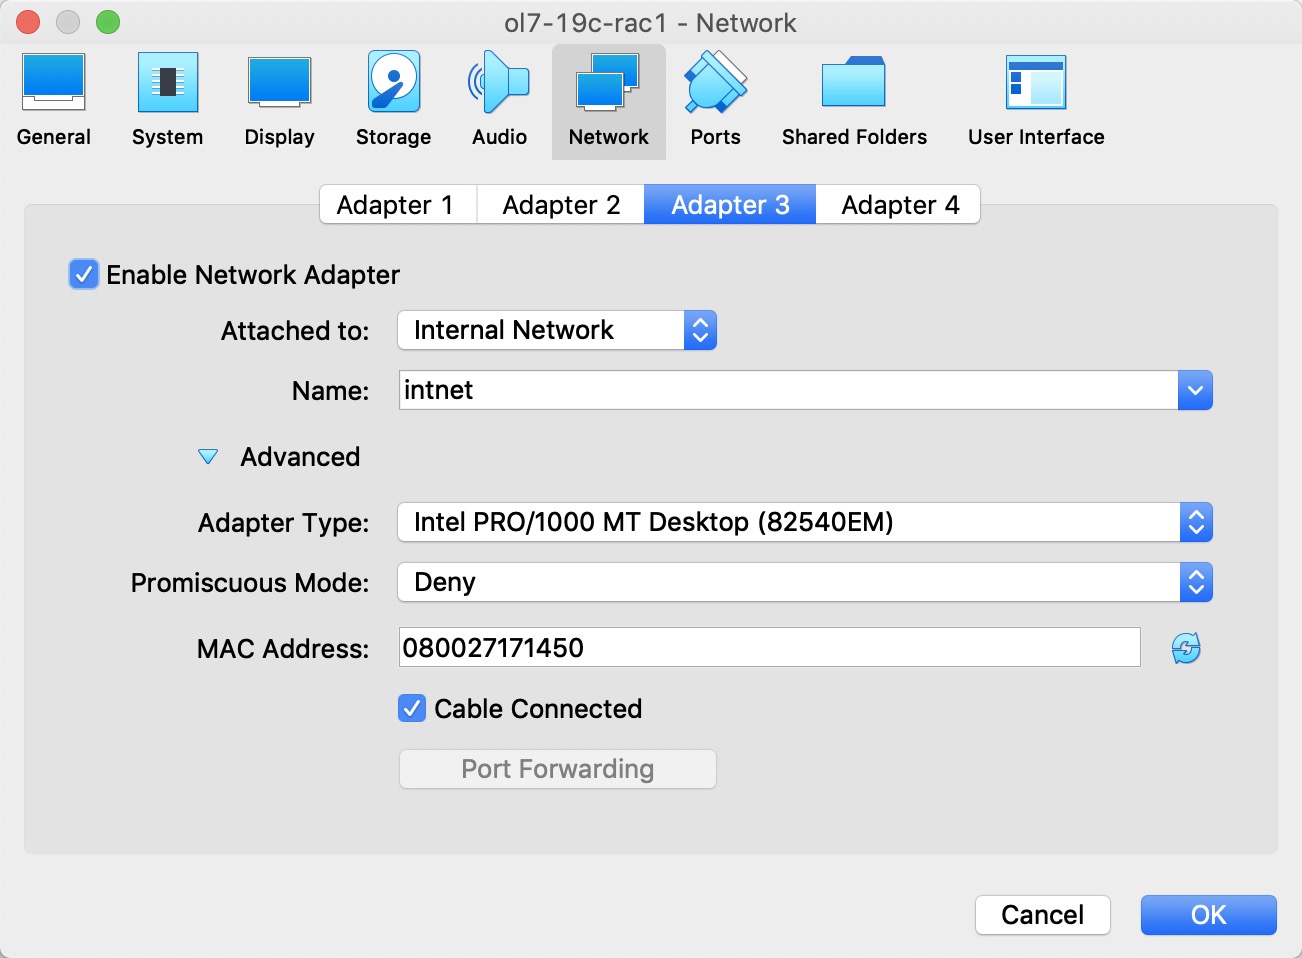 ol7-19c-rac1 - Network
General System Display Storage Audio Network Ports Shared Folders User Interface
Adapter 1 Adapter 2 Adapter 3 Adapter 4
Enable Network Adapter
Attached to: Internal Network
Name: intnet
Advanced
Adapter Type: Intel PRO/1000 MT Desktop (82540EM)
Promiscuous Mode: Deny
MAC Address: 080027171450
Cable Connected
Port Forwarding
Cancel OK